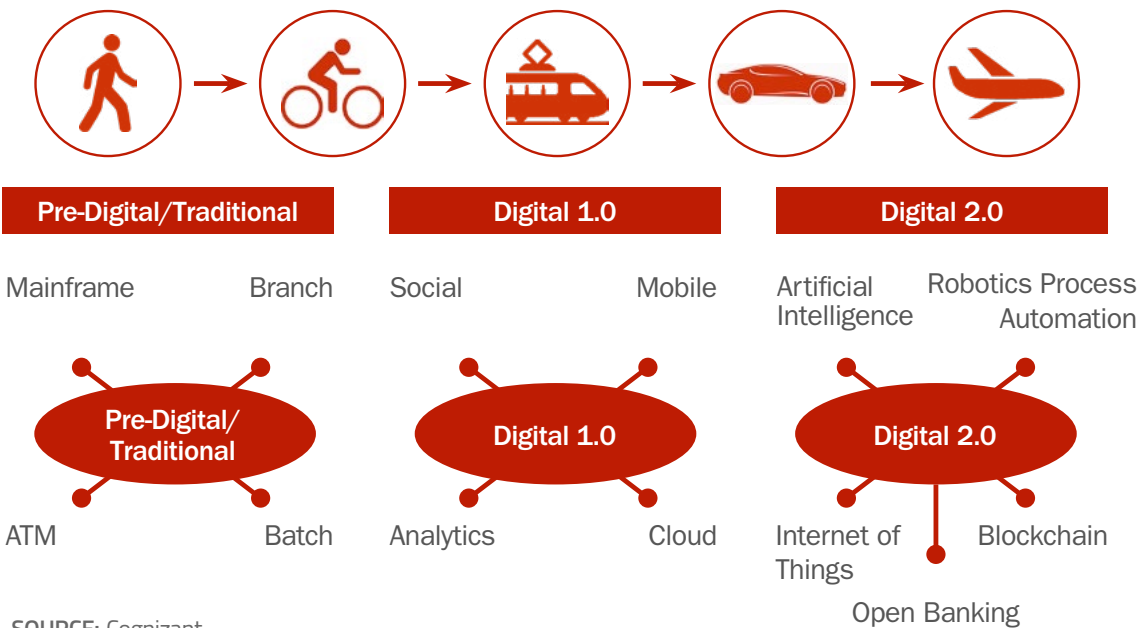 Pre-Digital/Traditional
Digital 1.0
Digital 2.0
Mainframe
Branch
Social
Mobile
Artificial
Intelligence
Robotics Process
Automation
Pre-Digital/
Traditional
Digital 1.0
Digital 2.0
ATM
Batch
Analytics
Cloud
Internet of
Things
Blockchain
Open Banking
SOURCE: Cognizant